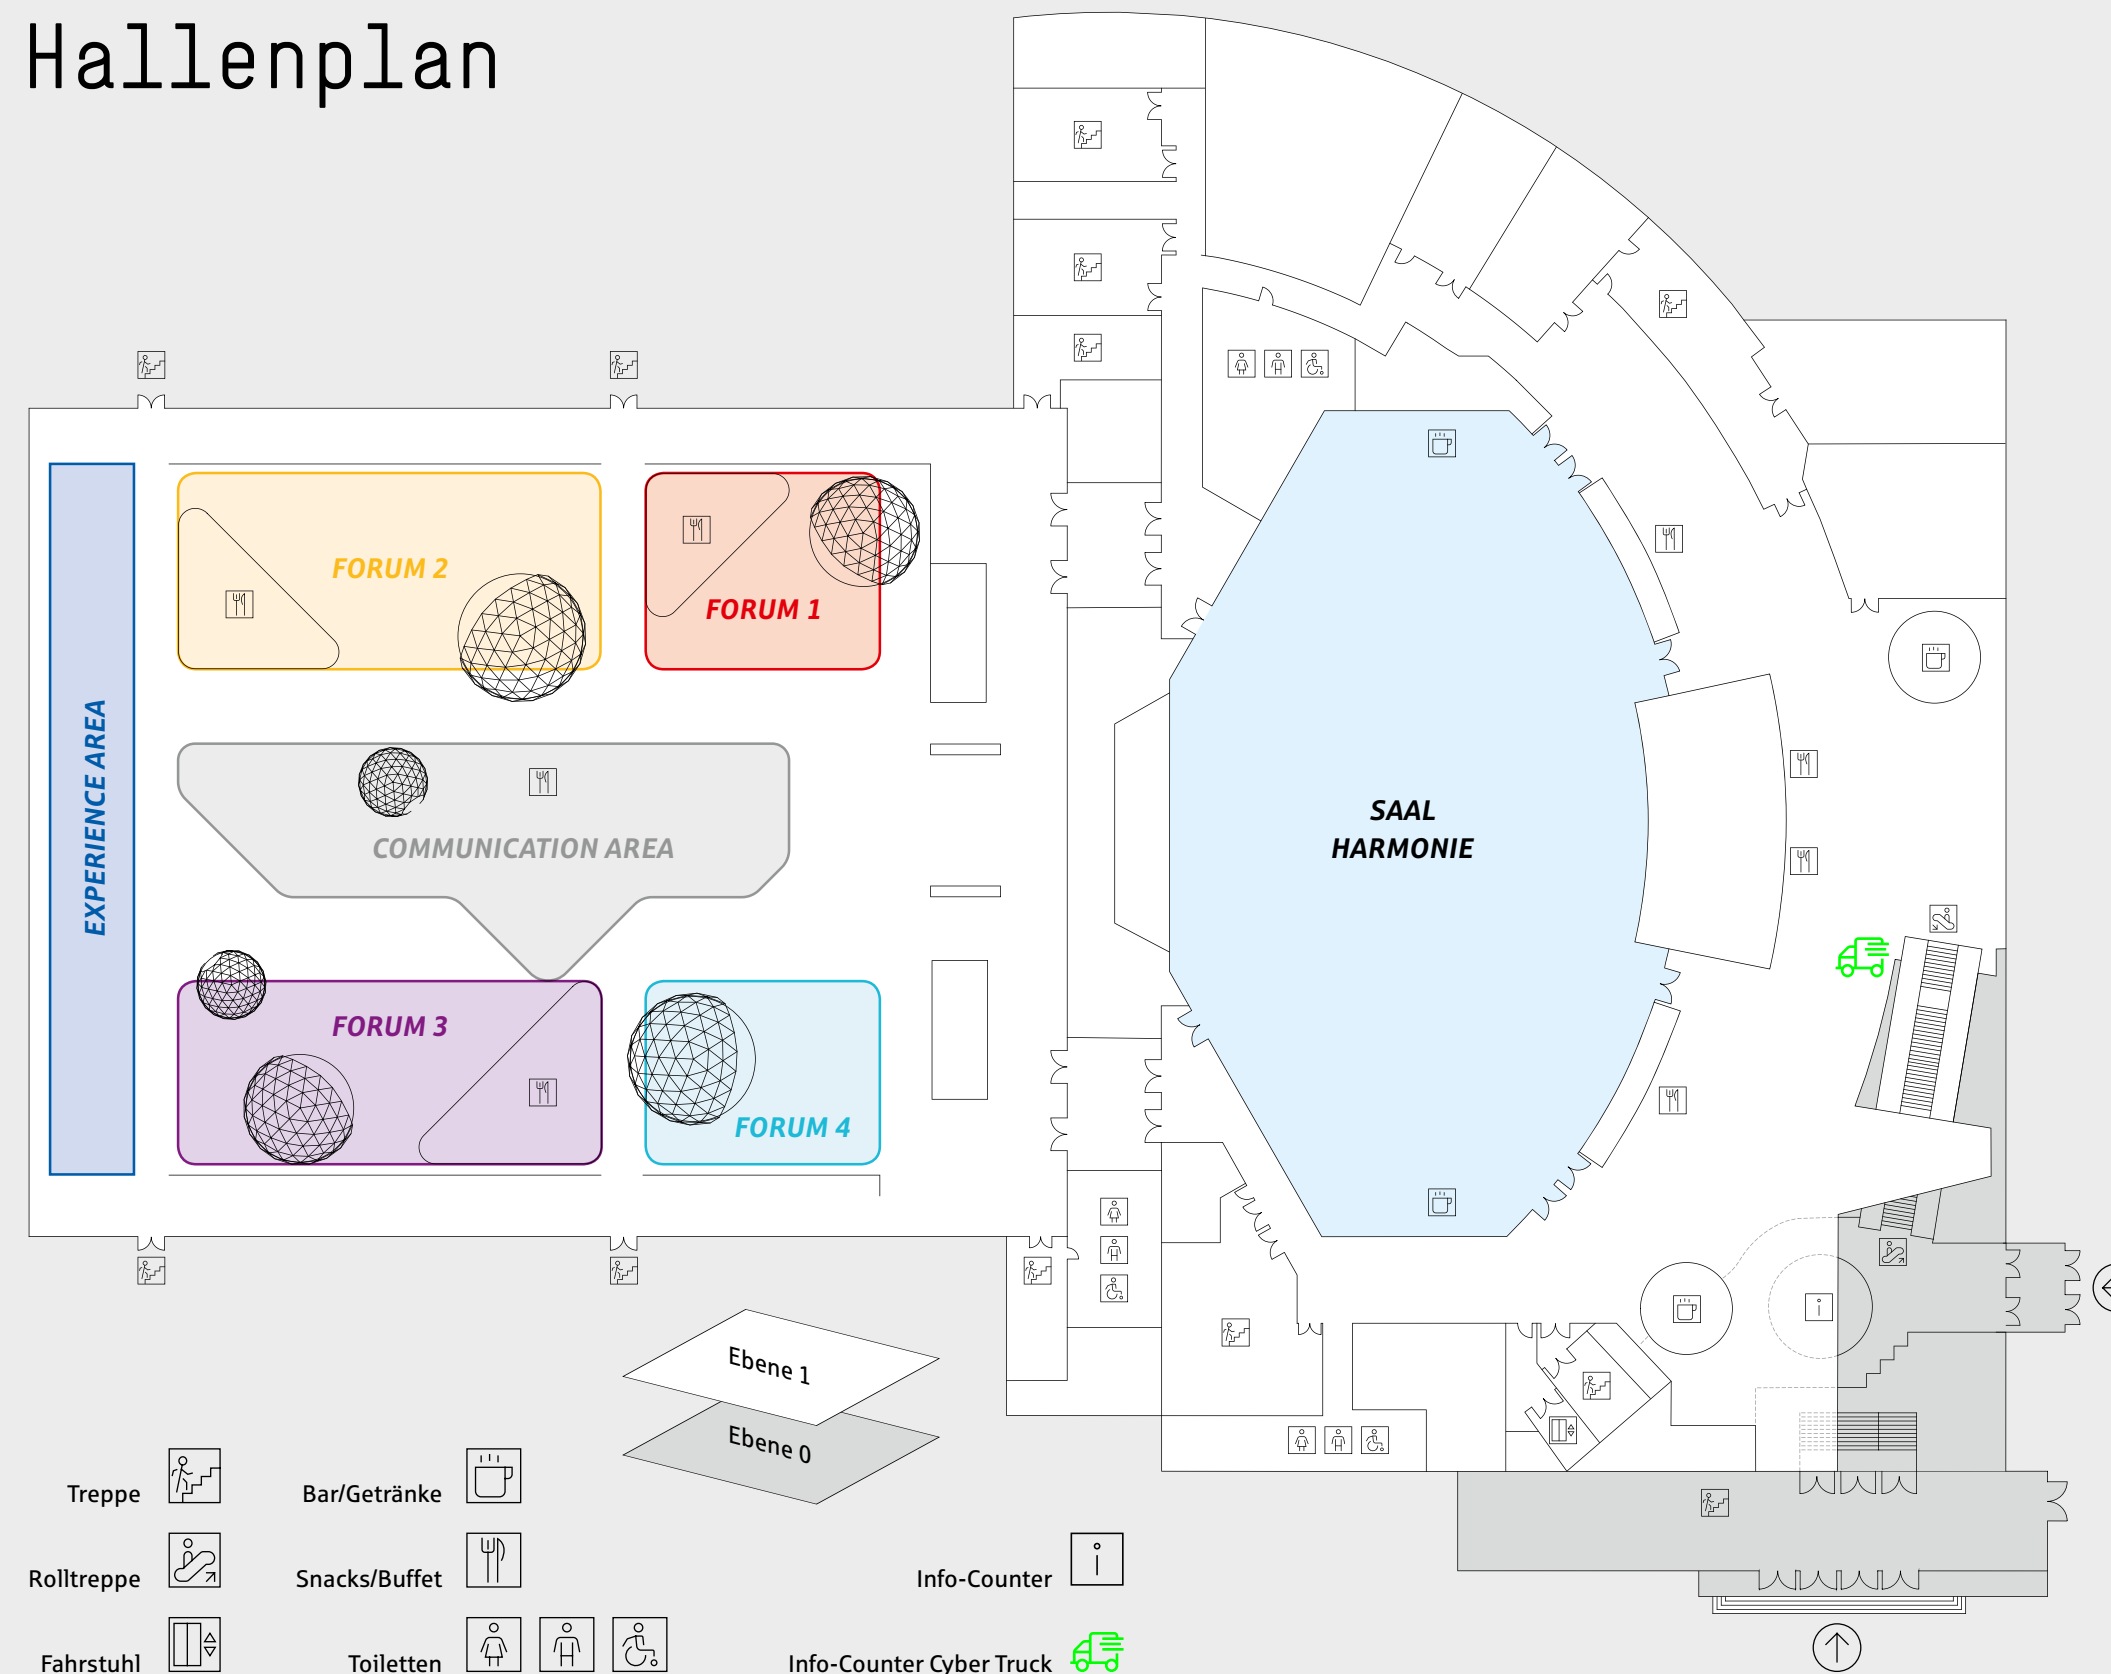 Hallenplan
FORUM 2
FORUM 1
EXPERIENCE AREA
COMMUNICATION AREA
SAAL
HARMONIE
FORUM 3
FORUM 4
i
Ebene 1
Ebene 0
Treppe
Bar/Getränke
Rolltreppe
Snacks/Buffet
Info-Counter
i
Fahrstuhl
Toiletten
Info-Counter Cyber Truck